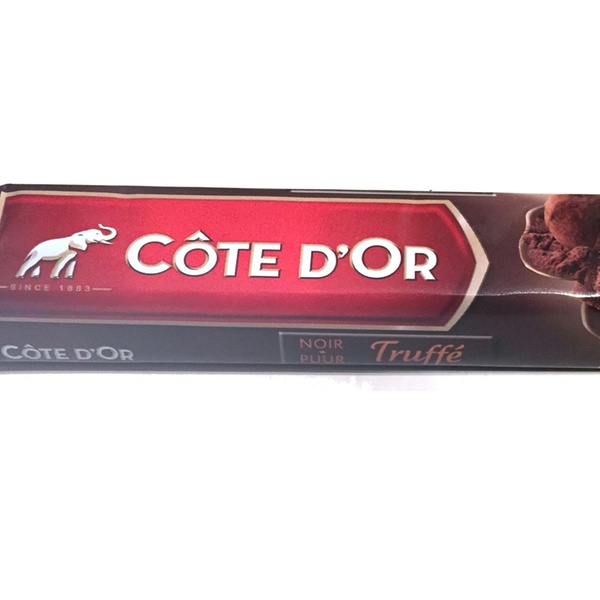 CÔTE D'OR
SINCE 1883
CÔTE D'OR
NOIR
PUUR
Truffé